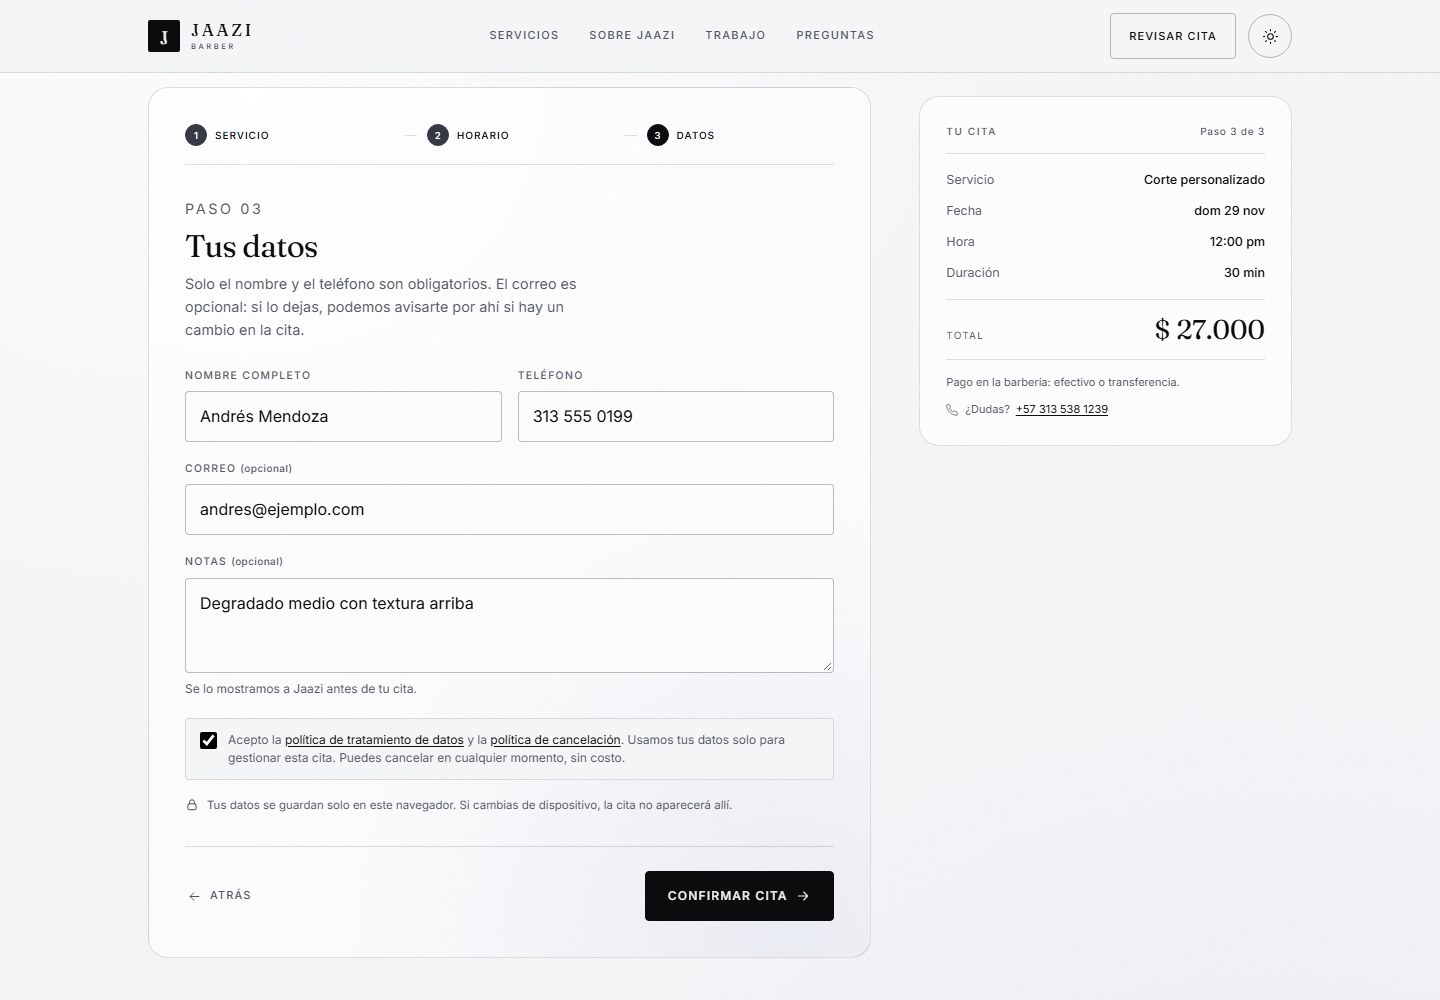 J JAAZI
BARBER
SERVICIOS SOBRE JAAZI TRABAJO PREGUNTAS
REVISAR CITA
1 SERVICIO 2 HORARIO 3 DATOS
PASO 03
Tus datos
Solo el nombre y el teléfono son obligatorios. El correo es
opcional: si lo dejas, podemos avisarte por ahí si hay un
cambio en la cita.
NOMBRE COMPLETO TELÉFONO
Andrés Mendoza 313 555 0199
CORREO (opcional)
andres@ejemplo.com
NOTAS (opcional)
Degradado medio con textura arriba
Se lo mostramos a Jaazi antes de tu cita.
Acepto la política de tratamiento de datos y la política de cancelación. Usamos tus datos solo para
gestionar esta cita. Puedes cancelar en cualquier momento, sin costo.
Tus datos se guardan solo en este navegador. Si cambias de dispositivo, la cita no aparecerá allí.
← ATRÁS
CONFIRMAR CITA →
TU CITA Paso 3 de 3
Servicio Corte personalizado
Fecha dom 29 nov
Hora 12:00 pm
Duración 30 min
TOTAL $ 27.000
Pago en la barbería: efectivo o transferencia.
¿Dudas? +57 313 538 1239